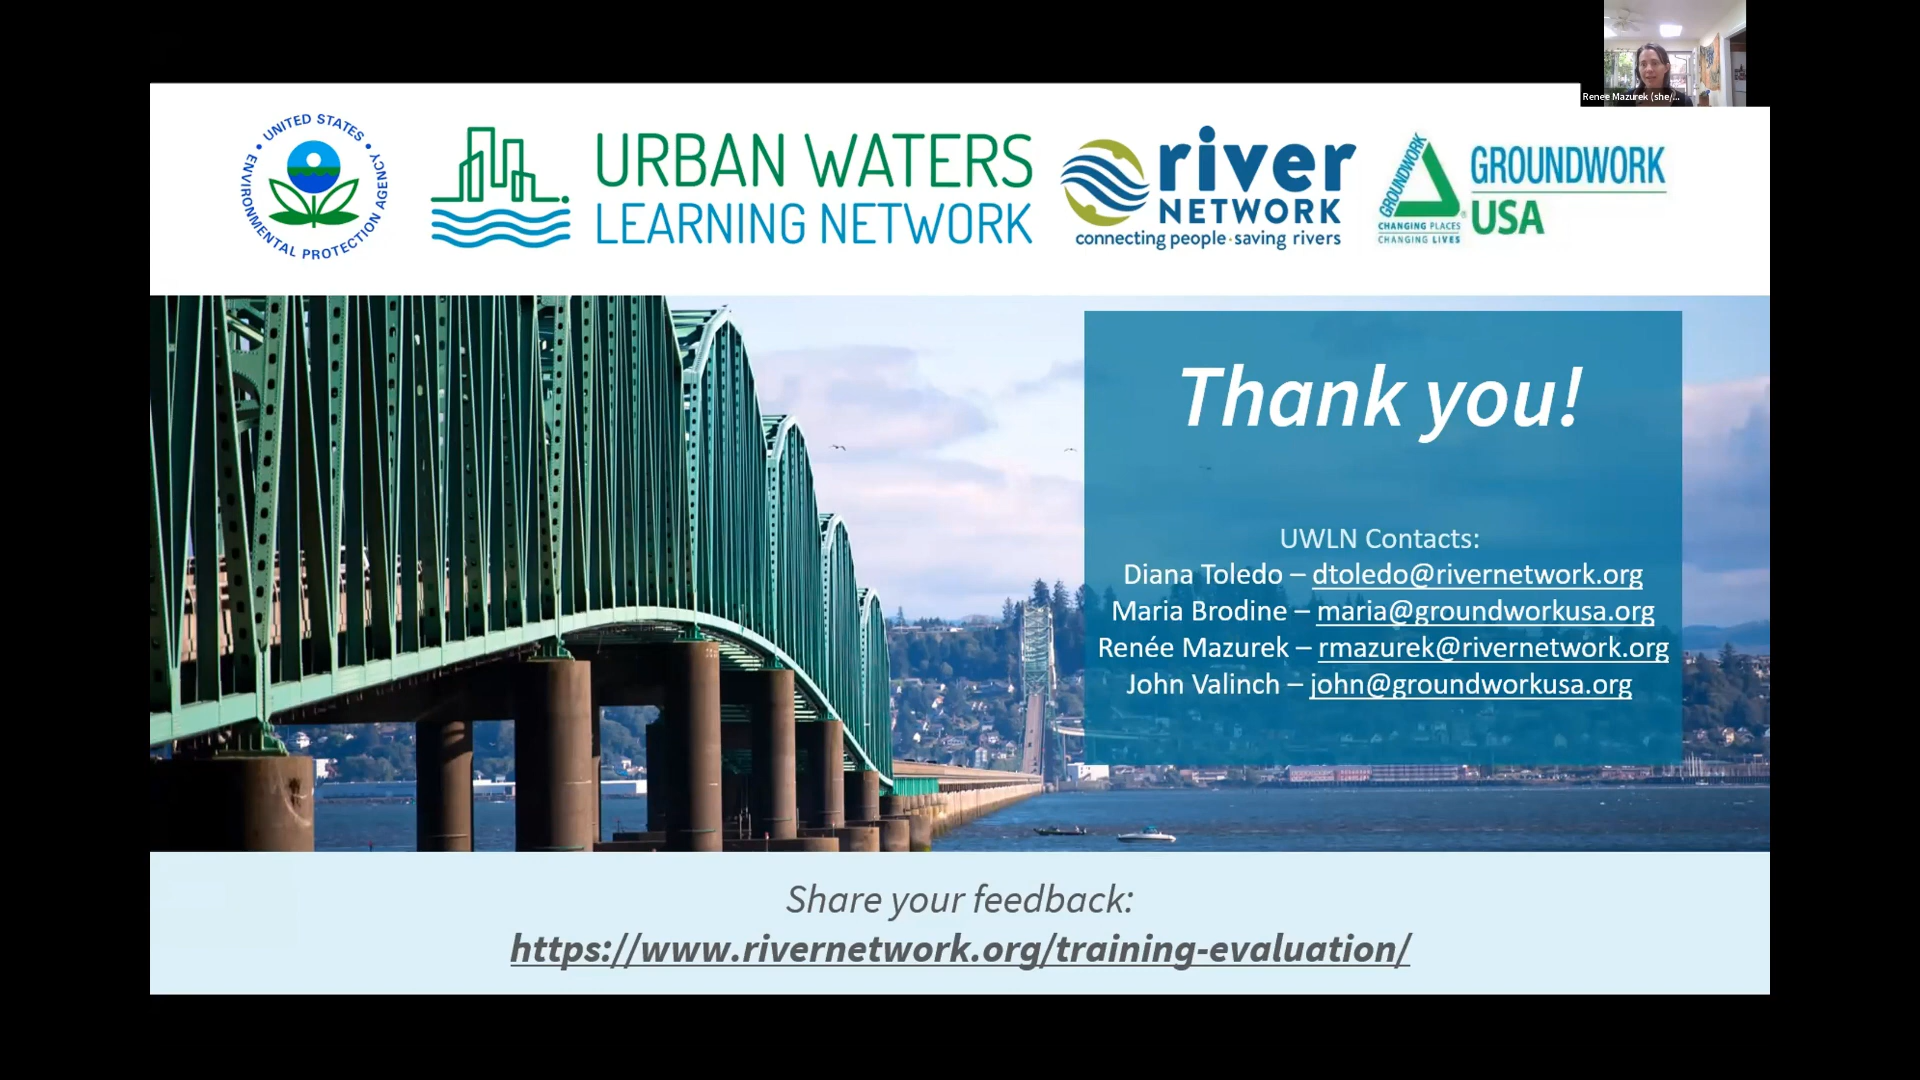 Renee Mazurek (she/...
UNITED STATES
ENVIRONMENTAL PROTECTION AGENCY
URBAN WATERS
LEARNING NETWORK
river
NETWORK
connecting people·saving rivers
GROUNDWORK
CHANGING PLACES
CHANGING LIVES
GROUNDWORK
USA
Thank you!
UWLN Contacts:
Diana Toledo – dtoledo@rivernetwork.org
Maria Brodine – maria@groundworkusa.org
Renée Mazurek – rmazurek@rivernetwork.org
John Valinch – john@groundworkusa.org
Share your feedback:
https://www.rivernetwork.org/training-evaluation/